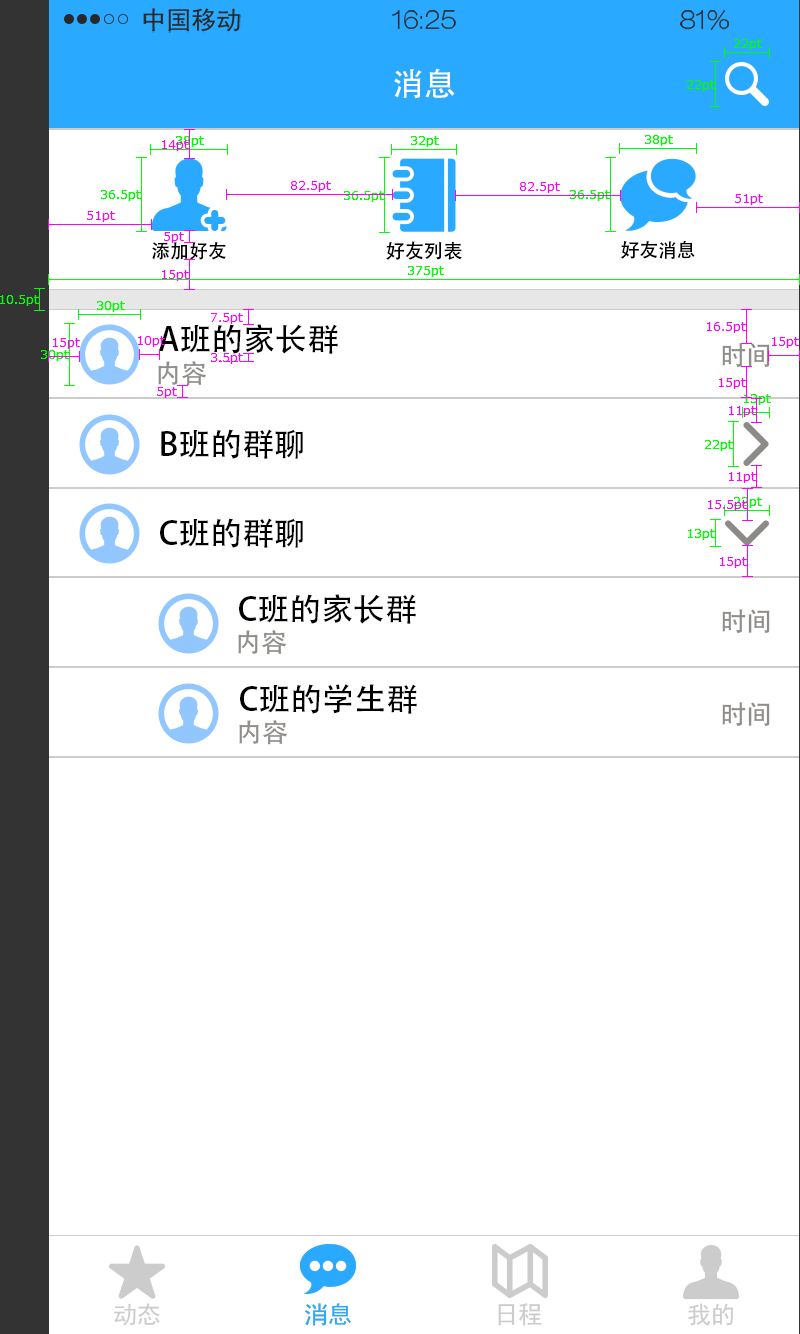 中国移动 16:25 81%
22pt
消息
22pt
38pt 32pt 38pt
14pt
36.5pt 82.5pt 36.5pt 82.5pt 36.5pt 51pt
51pt
5pt
添加好友 好友列表 好友消息
15pt 375pt
10.5pt
30pt
7.5pt 16.5pt
A班的家长群
15pt 10pt 15pt
30pt 3.5pt 时间
内容
5pt 15pt
13pt
11pt
B班的群聊 22pt
11pt
22pt
15.5pt
C班的群聊 13pt
15pt
C班的家长群
内容 时间
C班的学生群
内容 时间
动态 消息 日程 我的